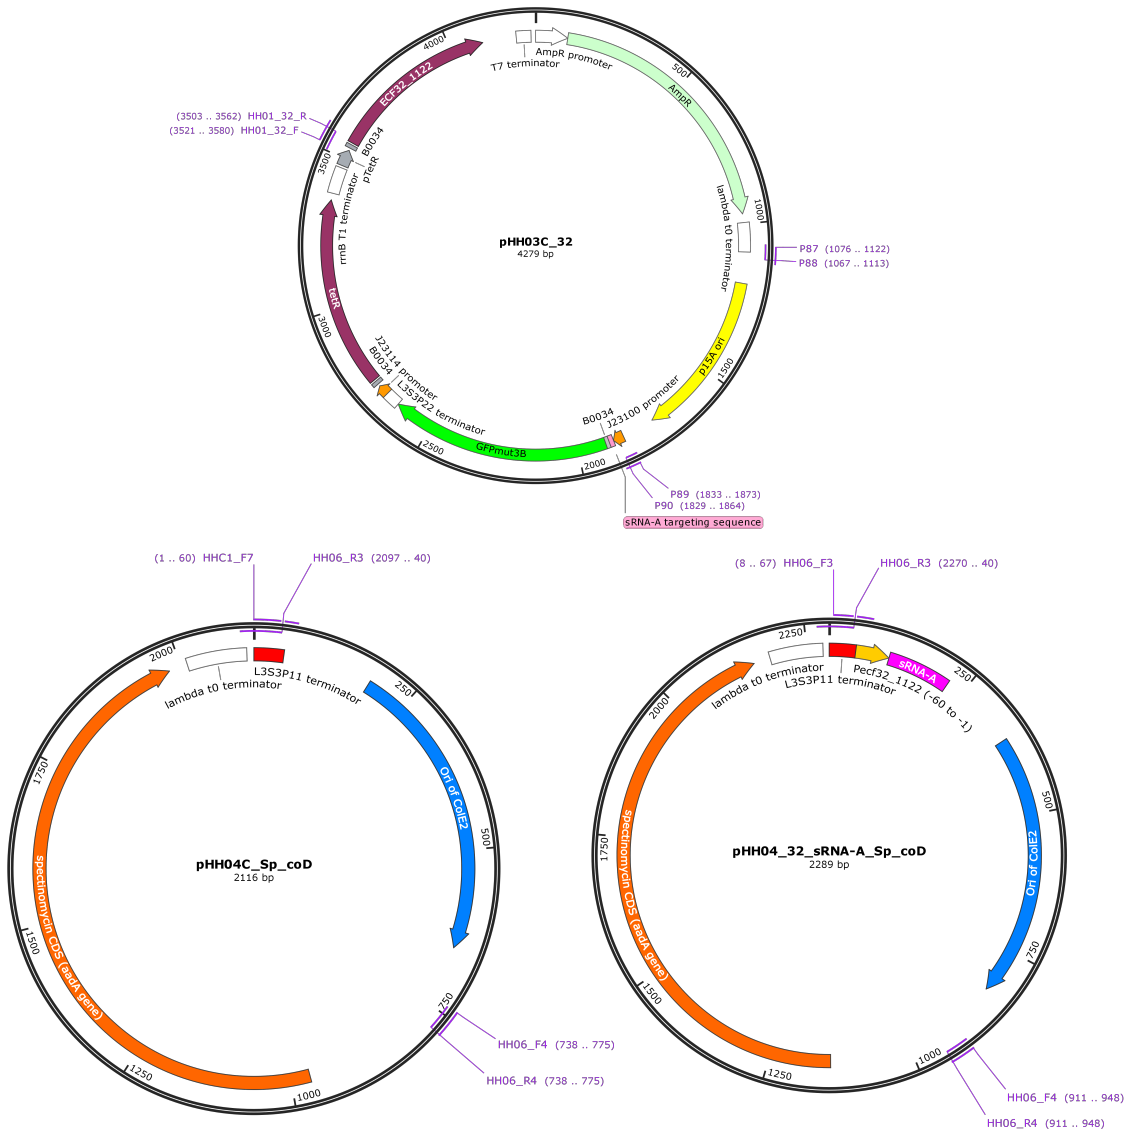 4000
T7 terminator
AmpR promoter
500
AmpR
ECF32_1122
(3503 .. 3562) HH01_32_R
(3521 .. 3580) HH01_32_F
B0034
pTetR
3500
rrnB T1 terminator
lambda t0 terminator
1000
pHH03C_32
4279 bp
P87 (1076 .. 1122)
P88 (1067 .. 1113)
tetR
3000
p15A ori
1500
J23114 promoter
B0034
L3S3P22 terminator
J23100 promoter
B0034
GFPmut3B
2500
2000
P89 (1833 .. 1873)
P90 (1829 .. 1864)
sRNA-A targeting sequence
(1 .. 60) HHC1_F7
HH06_R3 (2097 .. 40)
2000
lambda t0 terminator
L3S3P11 terminator
250
Ori of ColE2
500
1750
pHH04C_Sp_coD
2116 bp
spectinomycin CDS (aadA gene)
1500
750
HH06_F4 (738 .. 775)
HH06_R4 (738 .. 775)
1250
1000
(8 .. 67) HH06_F3
HH06_R3 (2270 .. 40)
2250
lambda t0 terminator
L3S3P11 terminator
Pecf32_1122 (-60 to -1)
sRNA-A
250
2000
500
Ori of ColE2
1750
pHH04_32_sRNA-A_Sp_coD
2289 bp
spectinomycin CDS (aadA gene)
750
1500
1000
1250
HH06_F4 (911 .. 948)
HH06_R4 (911 .. 948)